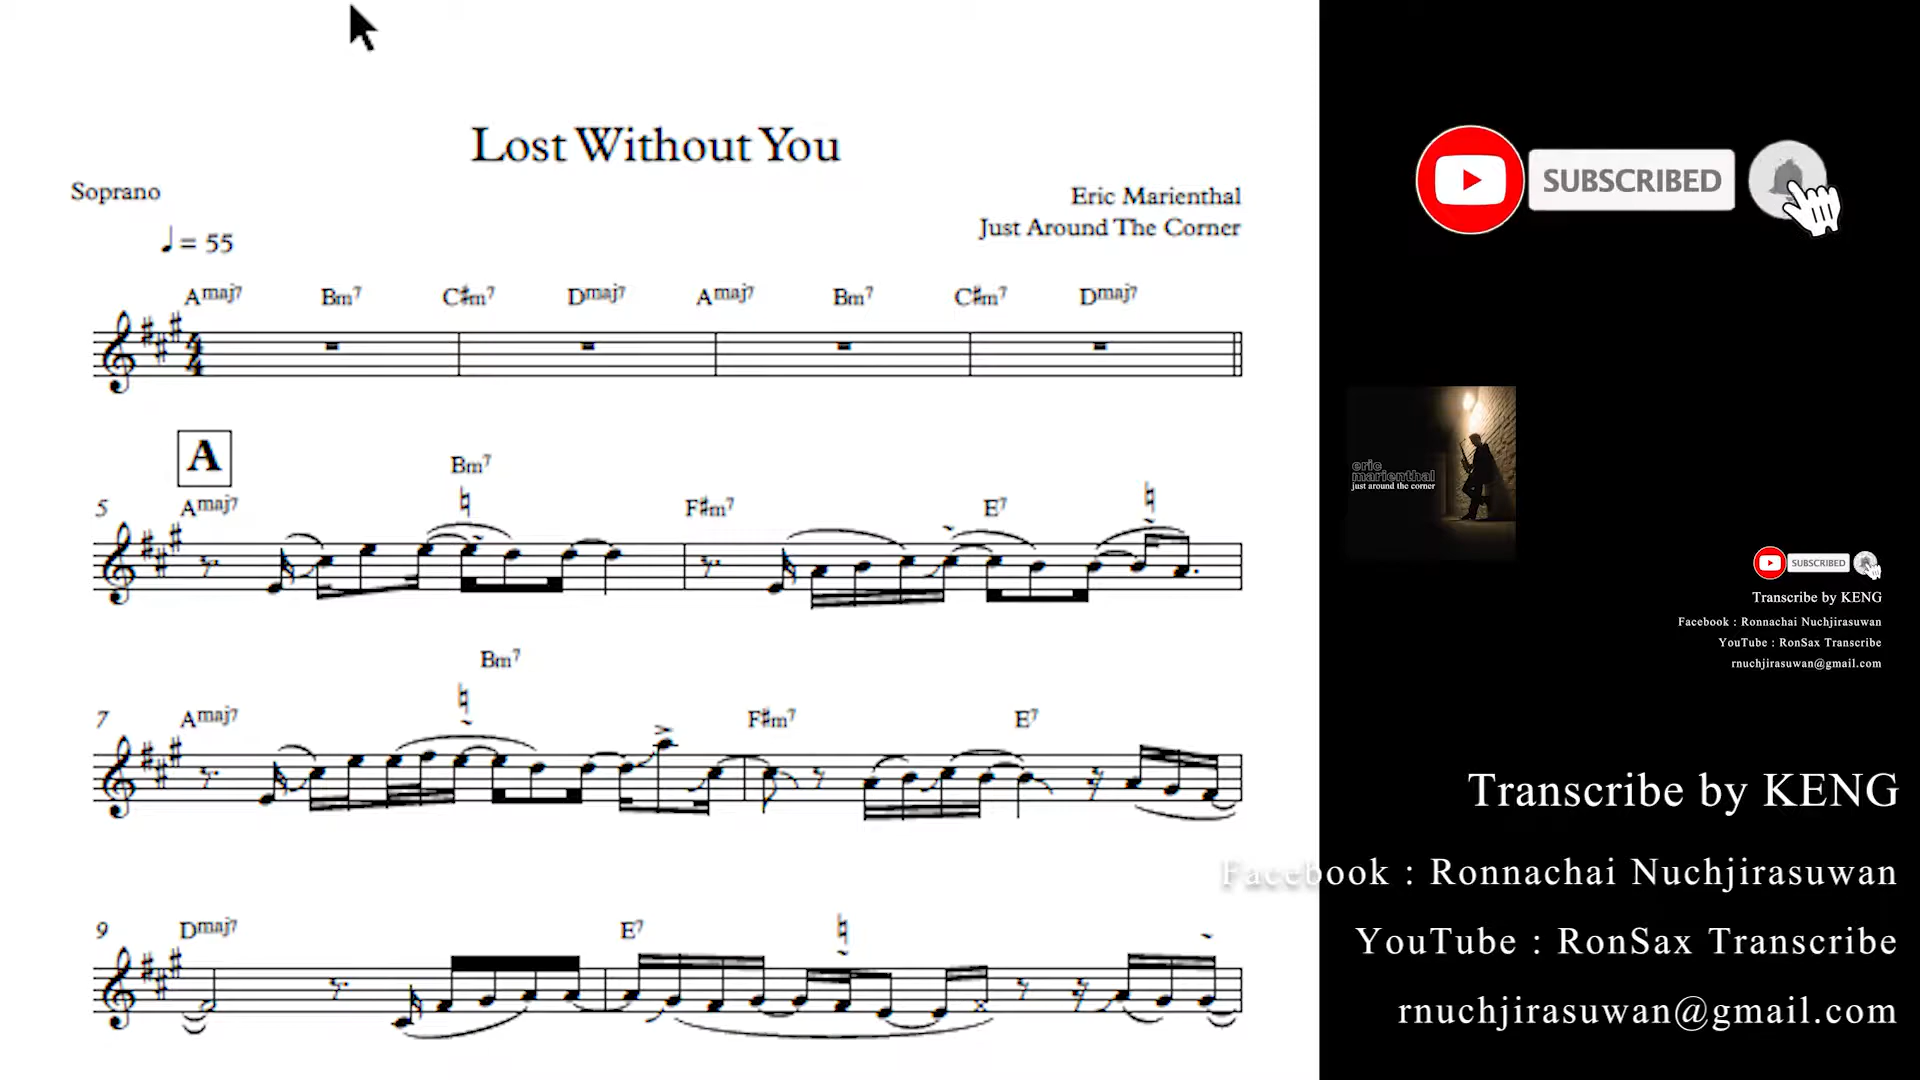 Lost Without You
Soprano
Eric Marienthal
Just Around The Corner
♩ = 55
Amaj7 Bm7 C♯m7 Dmaj7 Amaj7 Bm7 C♯m7 Dmaj7
A
Bm7
5 Amaj7 F♯m7 E7
Bm7
7 Amaj7 F♯m7 E7
9 Dmaj7 E7
SUBSCRIBED
eric
marienthal
just around the corner
SUBSCRIBED
Transcribe by KENG
Facebook : Ronnachai Nuchjirasuwan
YouTube : RonSax Transcribe
rnuchjirasuwan@gmail.com
Transcribe by KENG
Facebook : Ronnachai Nuchjirasuwan
YouTube : RonSax Transcribe
rnuchjirasuwan@gmail.com